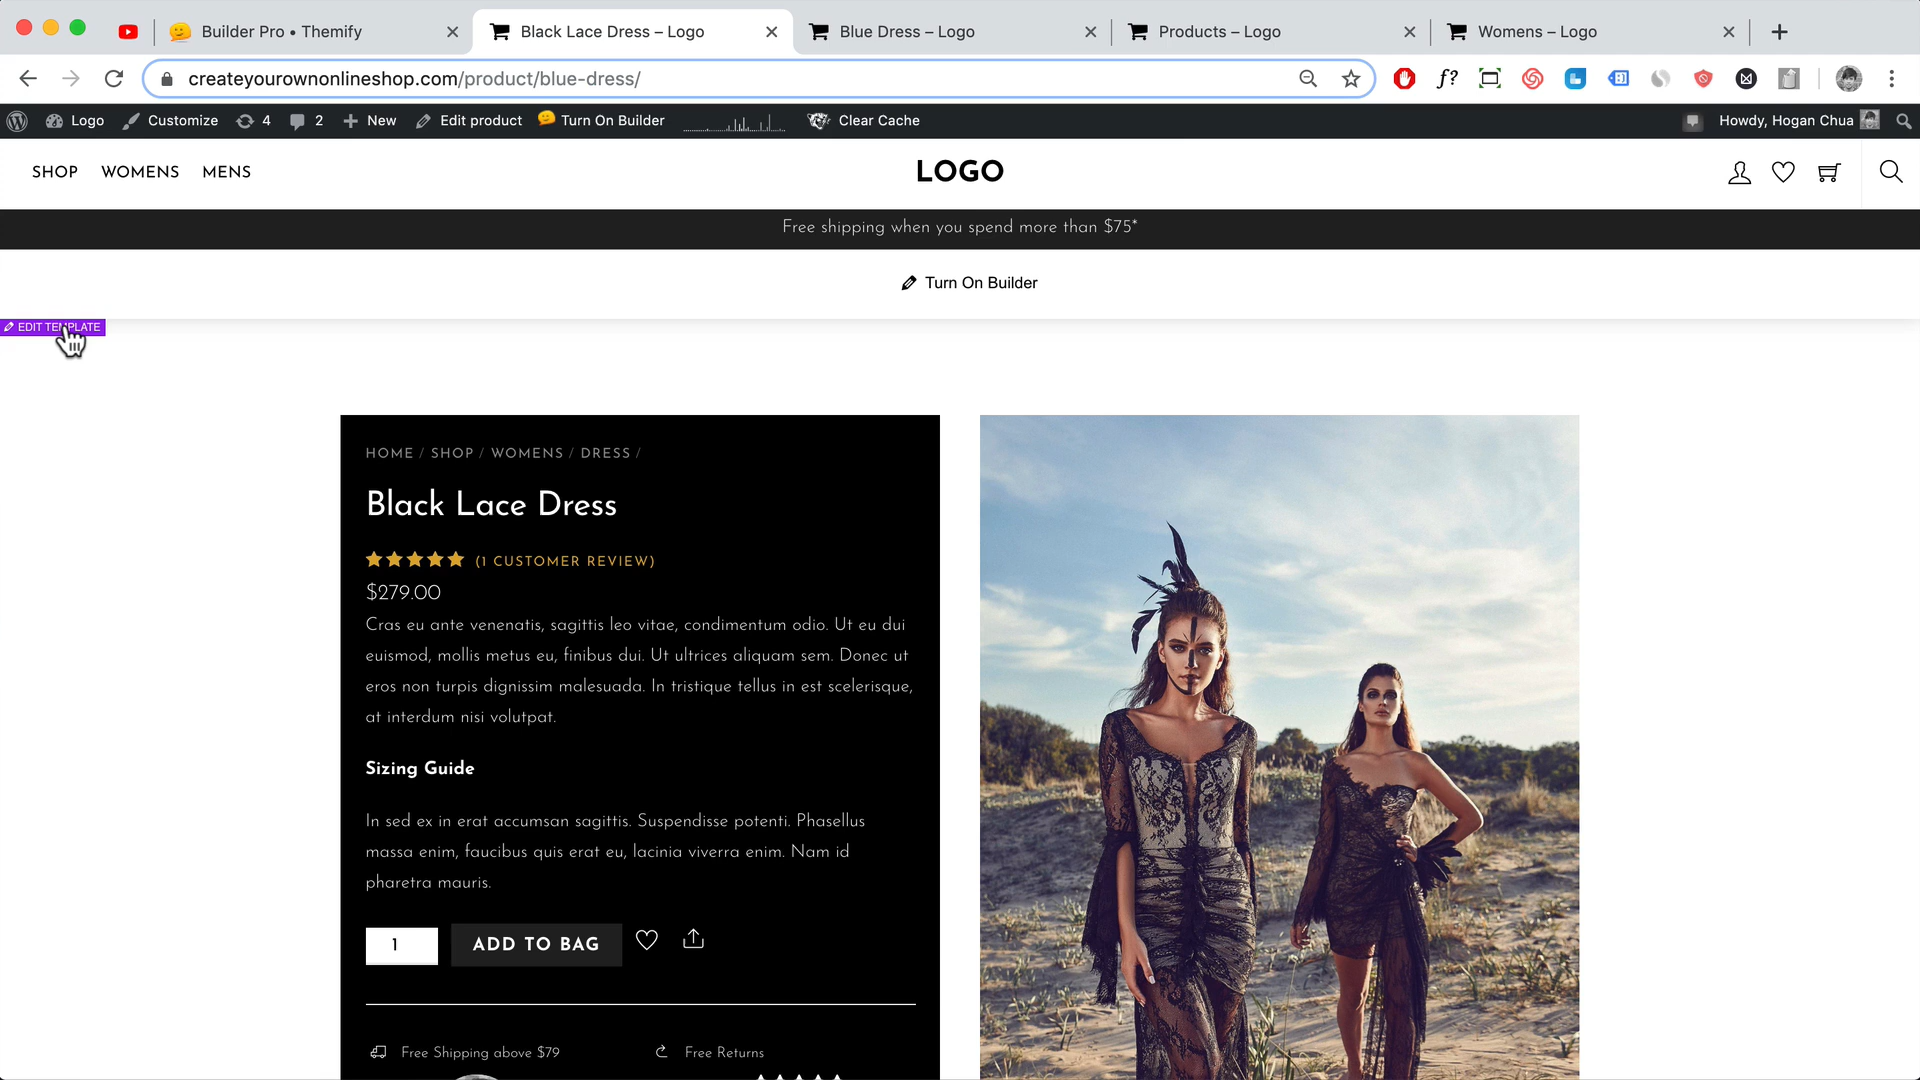 Builder Pro • Themify
Black Lace Dress – Logo
Blue Dress – Logo
Products – Logo
Womens – Logo
createyourownonlineshop.com/product/blue-dress/
f?
Logo
Customize
4
2
New
Edit product
Turn On Builder
Clear Cache
Howdy, Hogan Chua
SHOP WOMENS MENS
LOGO
Free shipping when you spend more than $75*
Turn On Builder
EDIT TEMPLATE
HOME / SHOP / WOMENS / DRESS /
Black Lace Dress
(1 CUSTOMER REVIEW)
$279.00
Cras eu ante venenatis, sagittis leo vitae, condimentum odio. Ut eu dui
euismod, mollis metus eu, finibus dui. Ut ultrices aliquam sem. Donec ut
eros non turpis dignissim malesuada. In tristique tellus in est scelerisque,
at interdum nisi volutpat.
Sizing Guide
In sed ex in erat accumsan sagittis. Suspendisse potenti. Phasellus
massa enim, faucibus quis erat eu, lacinia viverra enim. Nam id
pharetra mauris.
1
ADD TO BAG
Free Shipping above $79
Free Returns